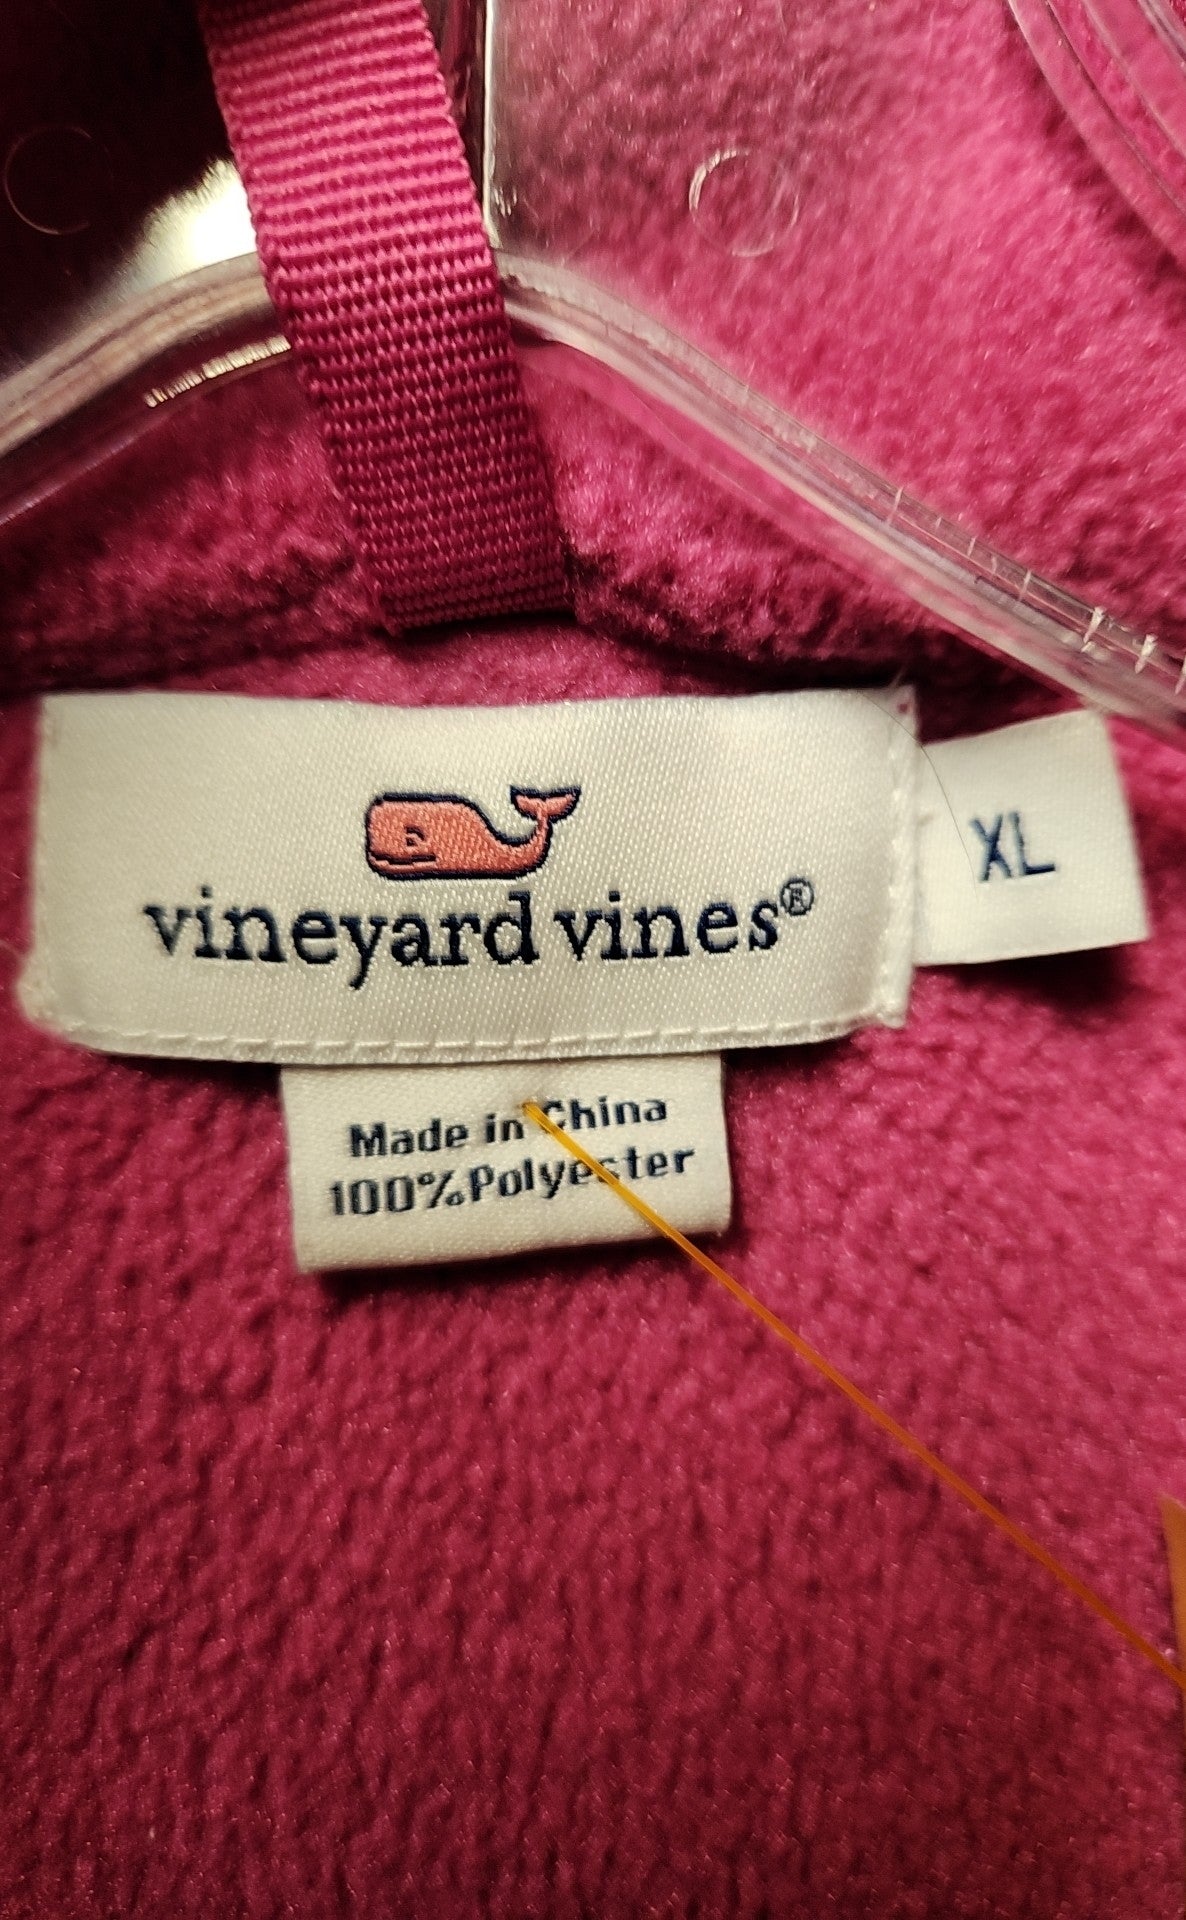 vineyard vines®
XL
Made in China
100%Polyester